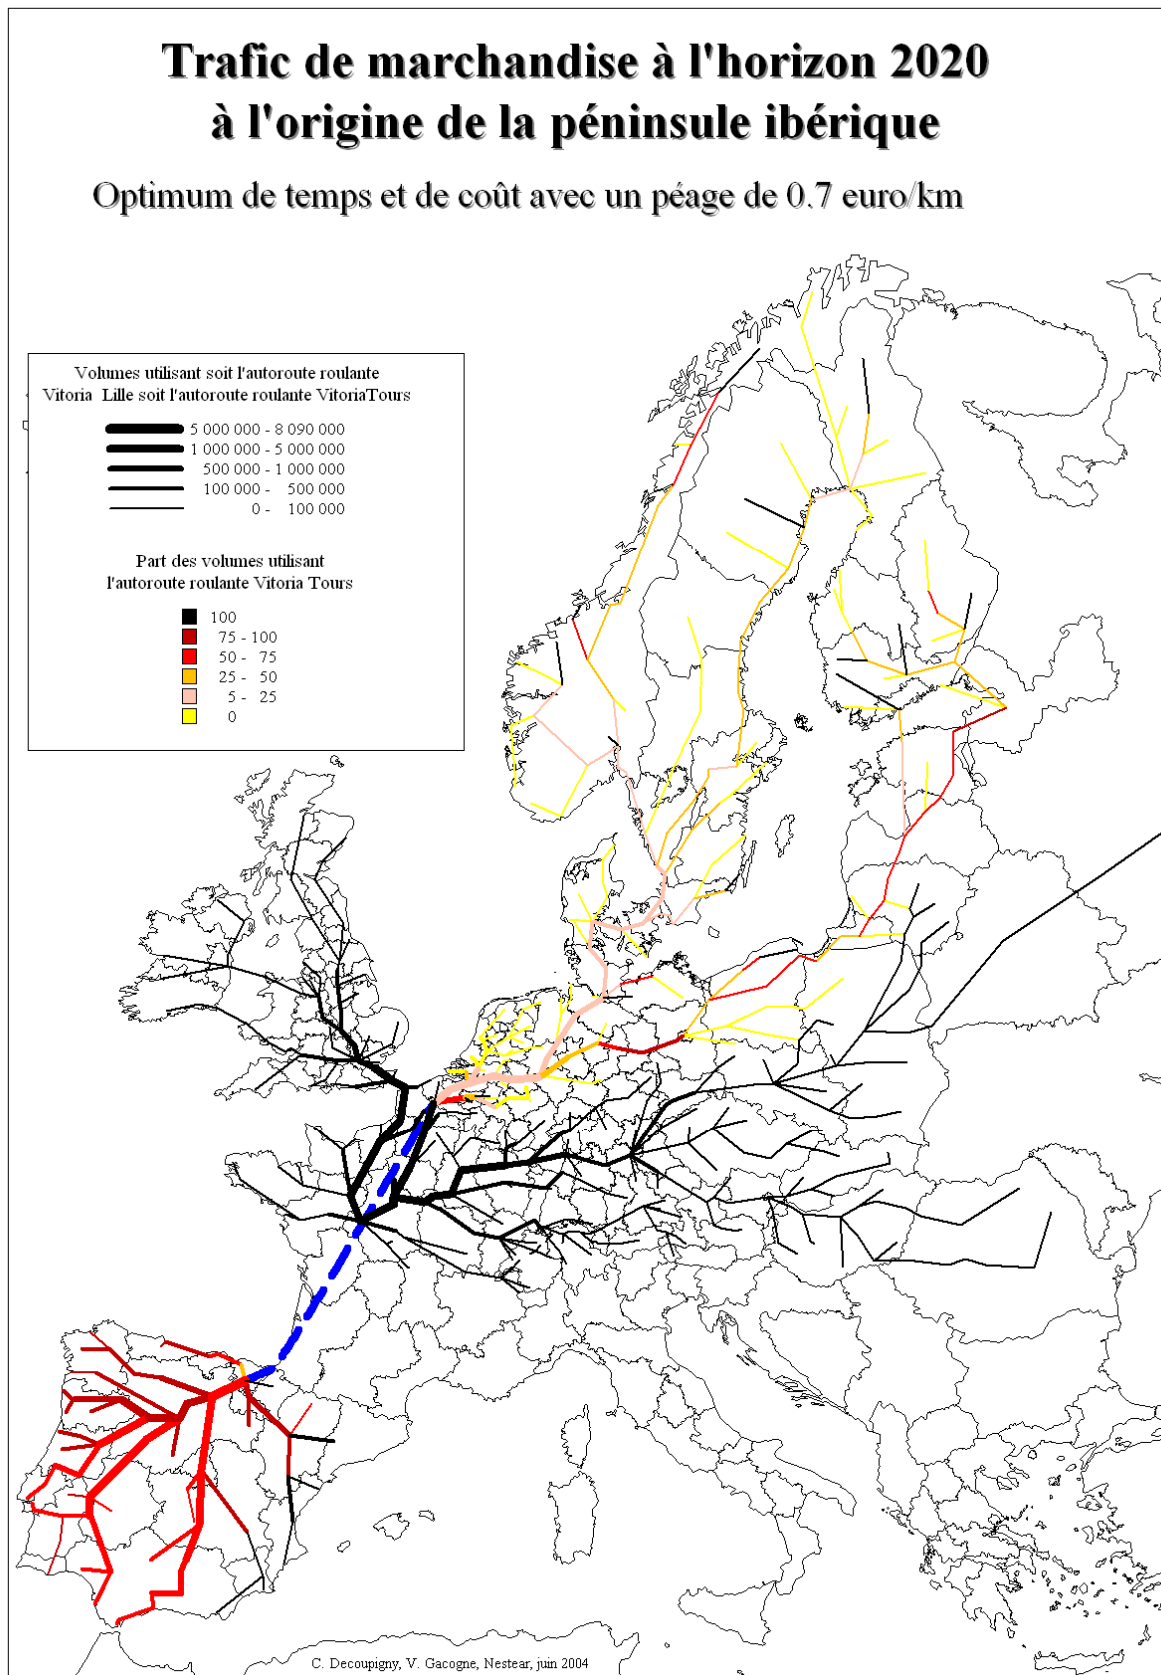 Trafic de marchandise à l'horizon 2020
à l'origine de la péninsule ibérique
Optimum de temps et de coût avec un péage de 0.7 euro/km
Volumes utilisant soit l'autoroute roulante
Vitoria Lille soit l'autoroute roulante VitoriaTours
5 000 000 - 8 090 000
1 000 000 - 5 000 000
500 000 - 1 000 000
100 000 - 500 000
0 - 100 000
Part des volumes utilisant
l'autoroute roulante Vitoria Tours
100
75 - 100
50 - 75
25 - 50
5 - 25
0
C. Decoupigny, V. Gacogne, Nestear, juin 2004